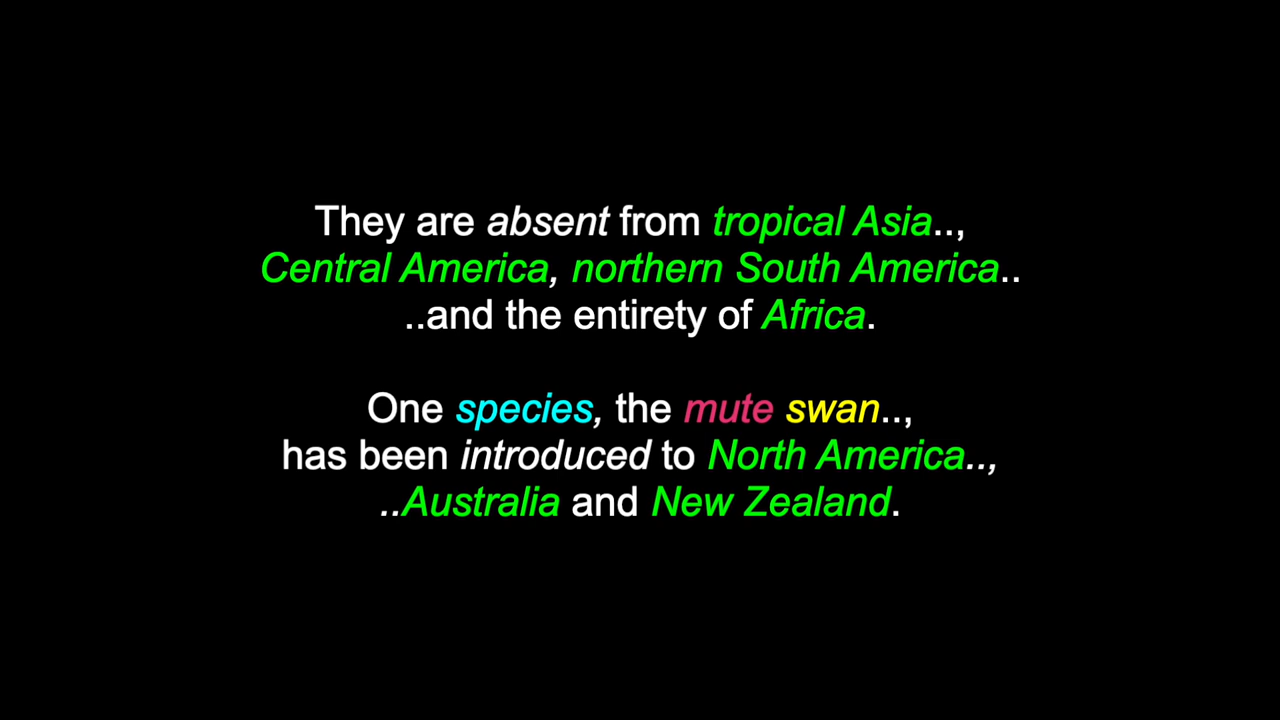 They are absent from tropical Asia..,
Central America, northern South America..
..and the entirety of Africa.
One species, the mute swan..,
has been introduced to North America..,
..Australia and New Zealand.